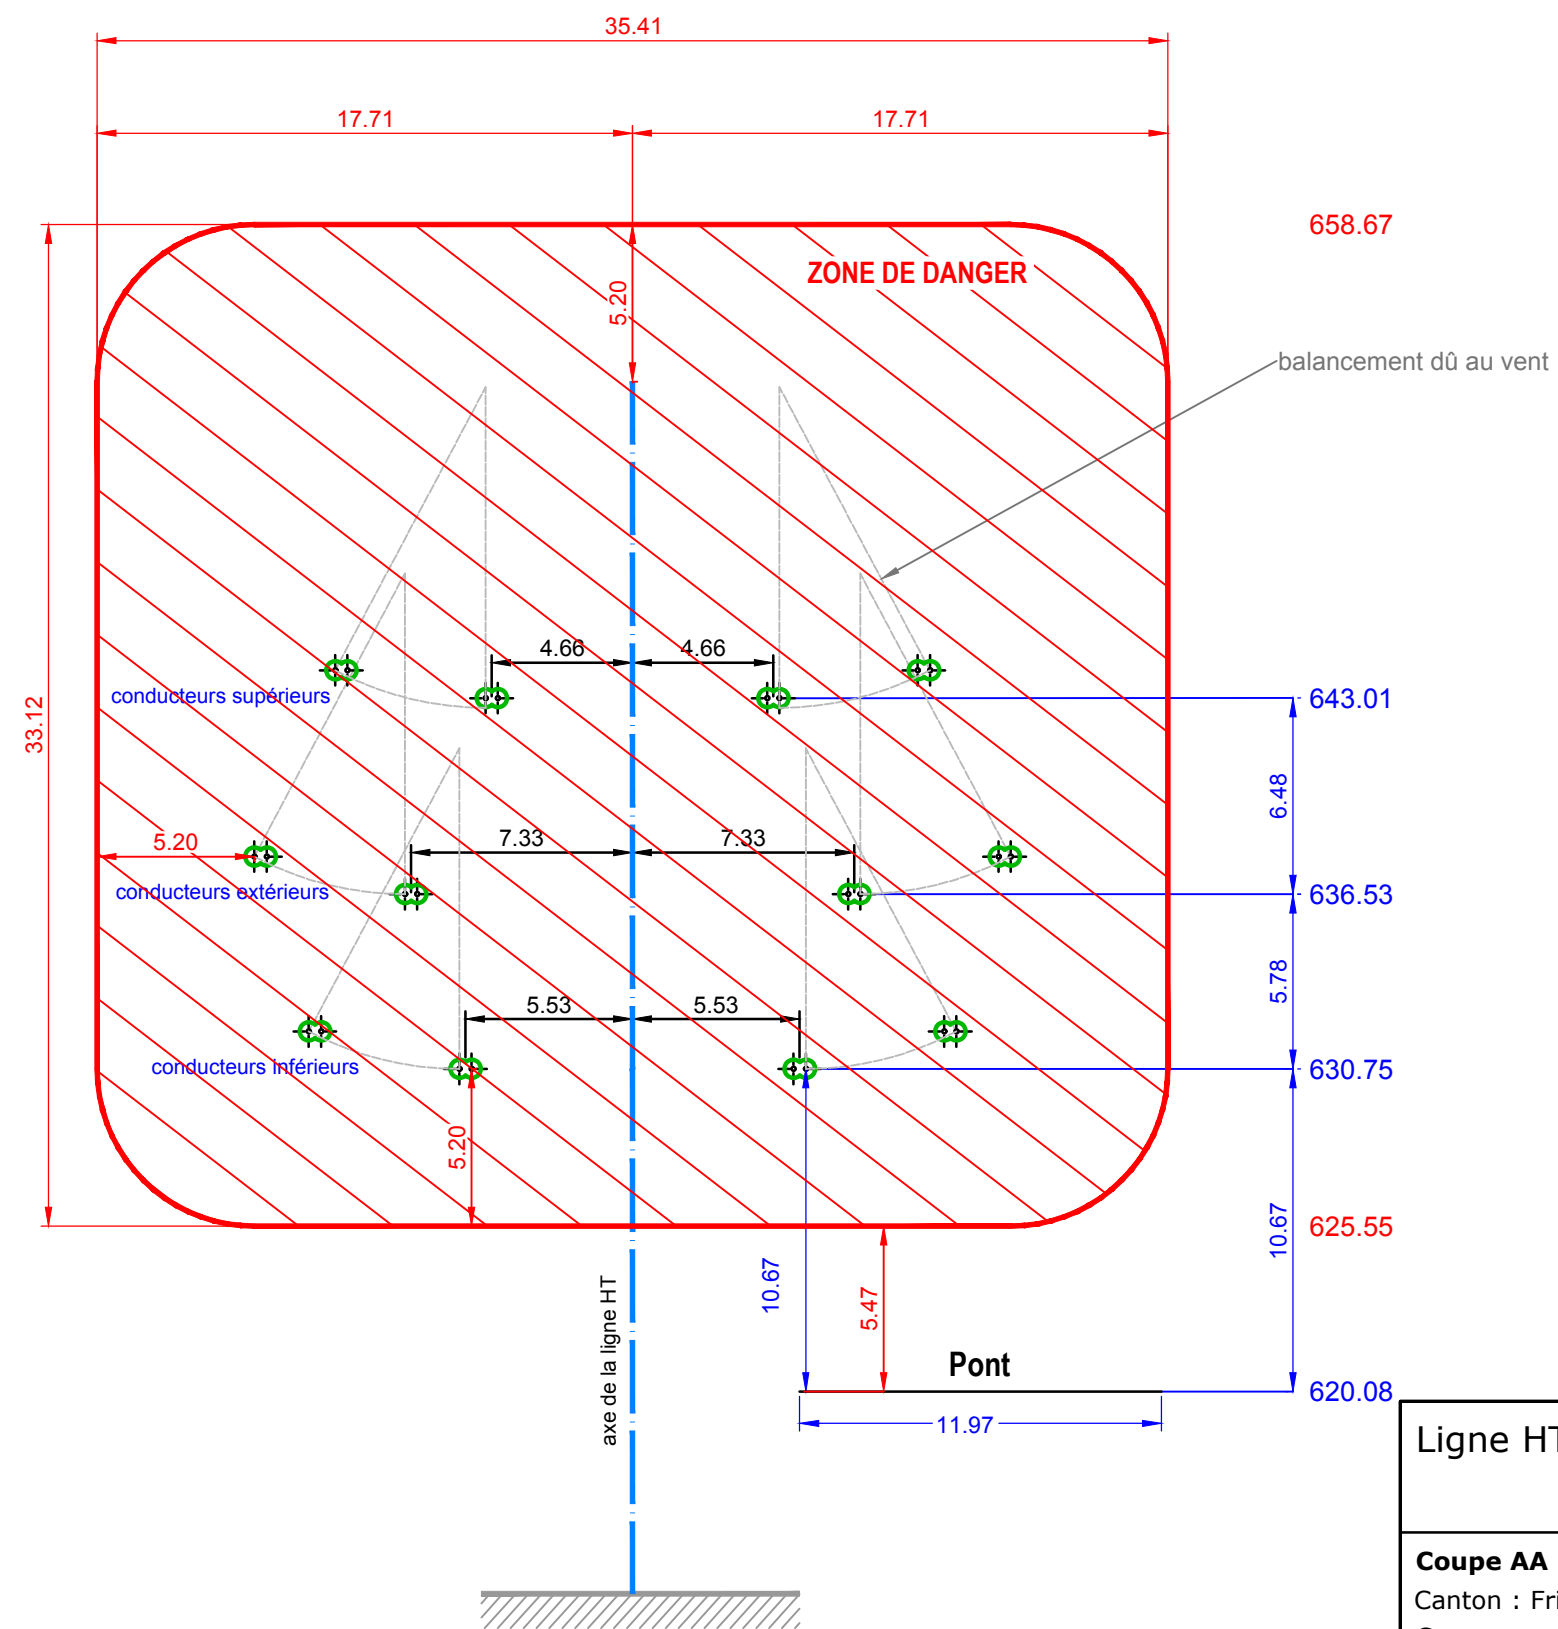 35.41
17.71
17.71
658.67
ZONE DE DANGER
5.20
balancement dû au vent
4.66
4.66
conducteurs supérieurs
643.01
33.12
6.48
5.20
7.33
7.33
conducteurs extérieurs
636.53
5.78
5.53
5.53
conducteurs inférieurs
630.75
5.20
10.67
625.55
10.67
5.47
axe de la ligne HT
Pont
620.08
11.97
Ligne HT
Coupe AA
Canton : Fri